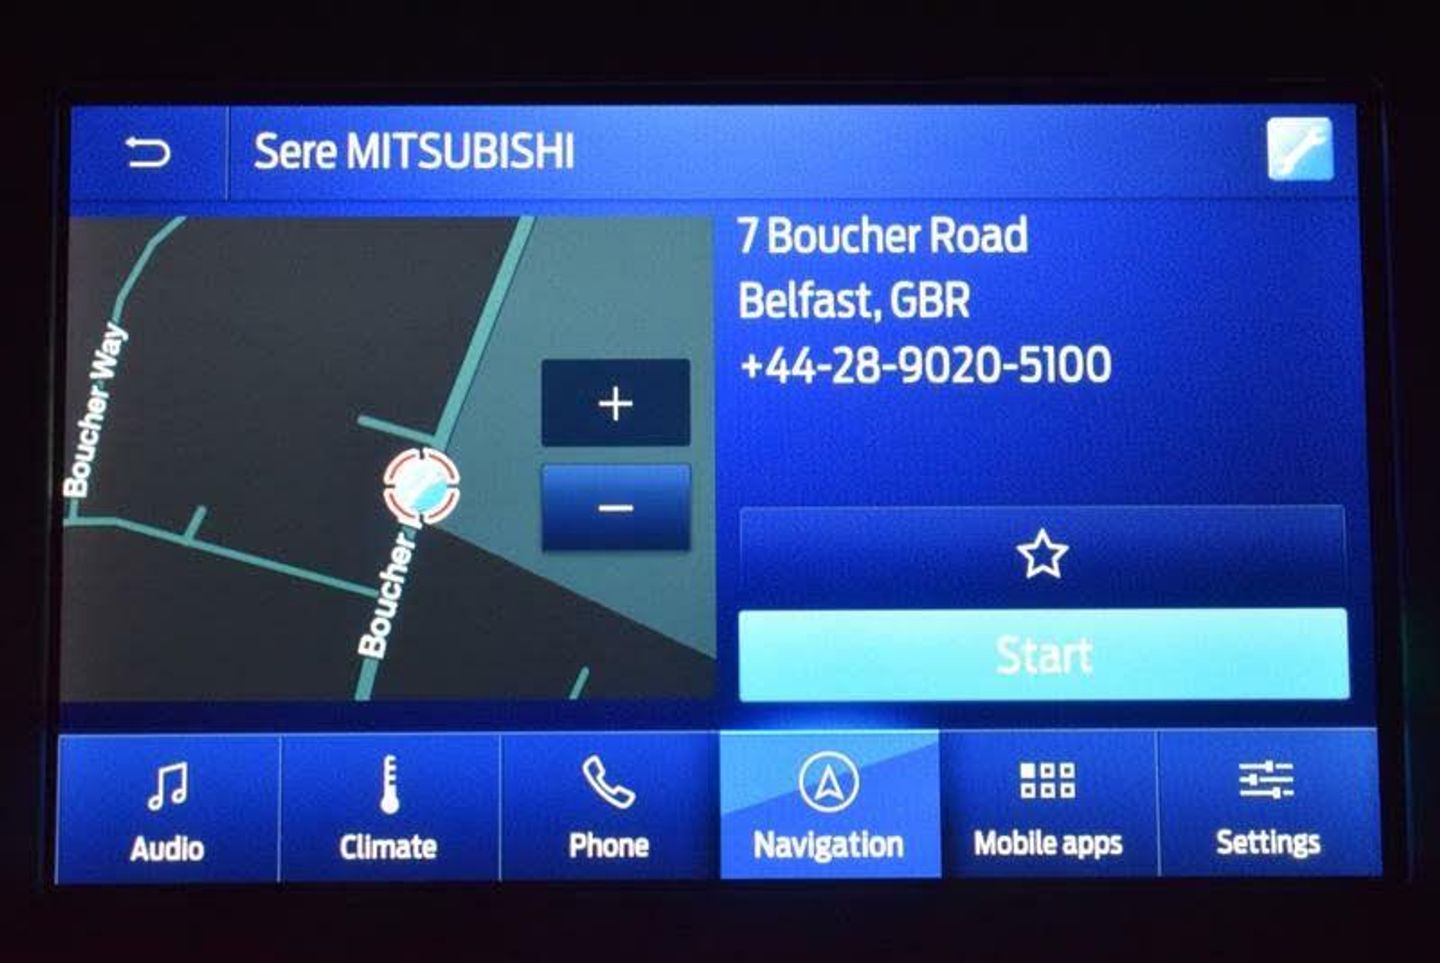 Sere MITSUBISHI
7 Boucher Road
Belfast, GBR
+44-28-9020-5100
Boucher Way
Boucher
+
−
Start
Audio
Climate
Phone
Navigation
Mobile apps
Settings